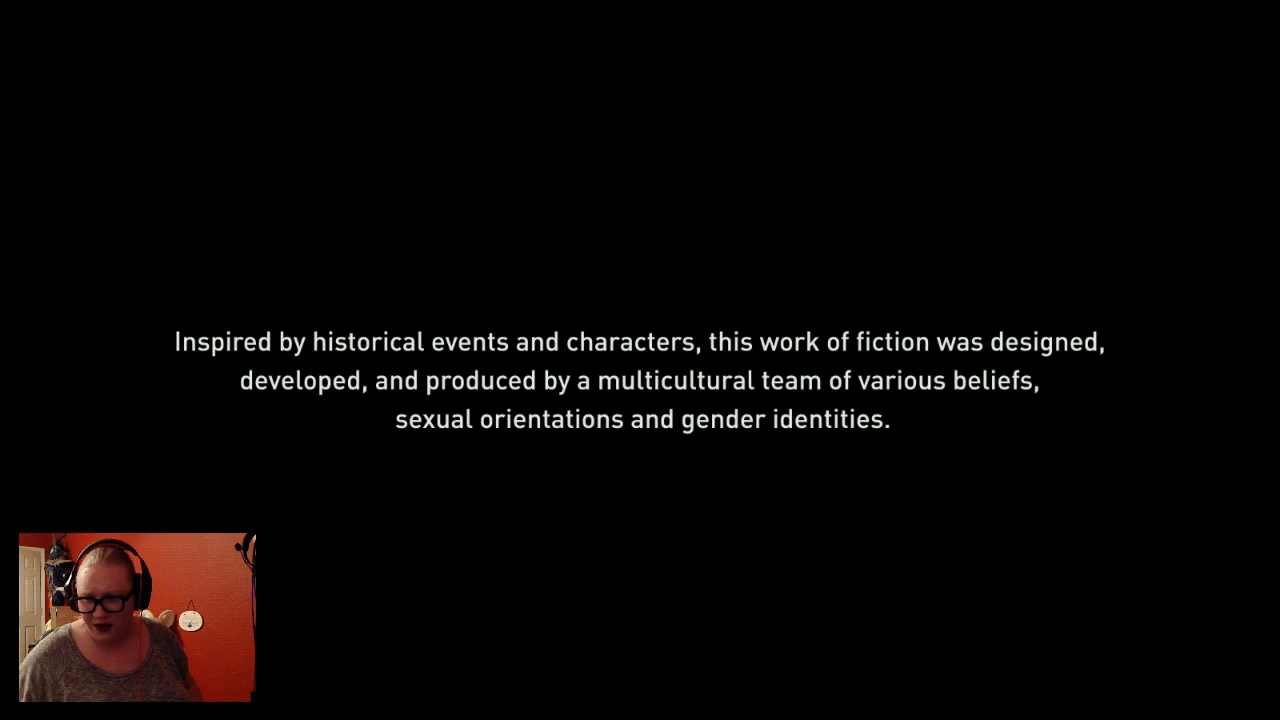 Inspired by historical events and characters, this work of fiction was designed,
developed, and produced by a multicultural team of various beliefs,
sexual orientations and gender identities.